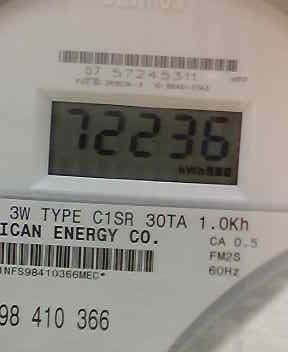 57 57245311
72236
kWh
3W TYPE C1SR 30TA 1.0Kh
ICAN ENERGY CO.
CA 0.5
FM2S
60Hz
1NFS98410366MEC*
98 410 366